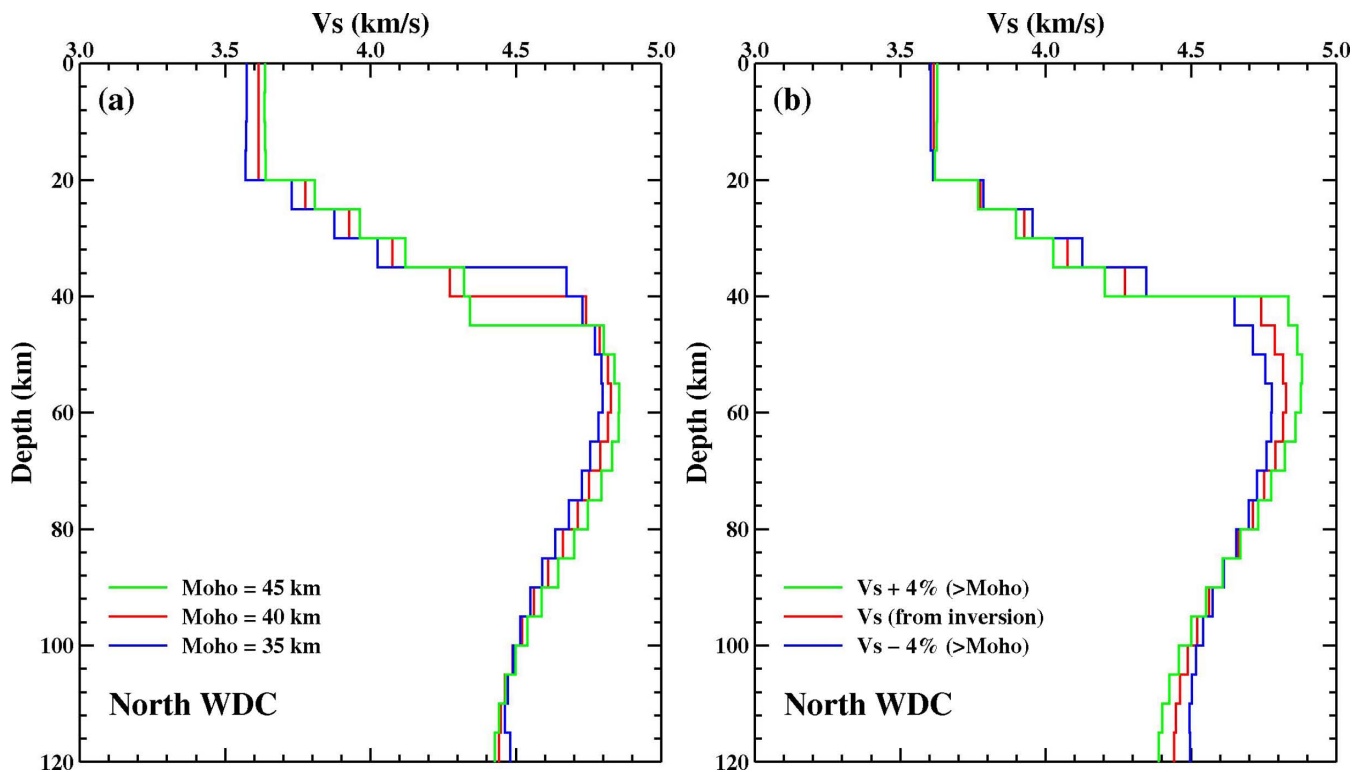 Vs (km/s)
3.0 3.5 4.0 4.5 5.0
(a)
0
20
40
60
80
100
120
Depth (km)
Moho = 45 km
Moho = 40 km
Moho = 35 km
North WDC
Vs (km/s)
3.0 3.5 4.0 4.5 5.0
(b)
0
20
40
60
80
100
120
Depth (km)
Vs + 4% (>Moho)
Vs (from inversion)
Vs − 4% (>Moho)
North WDC